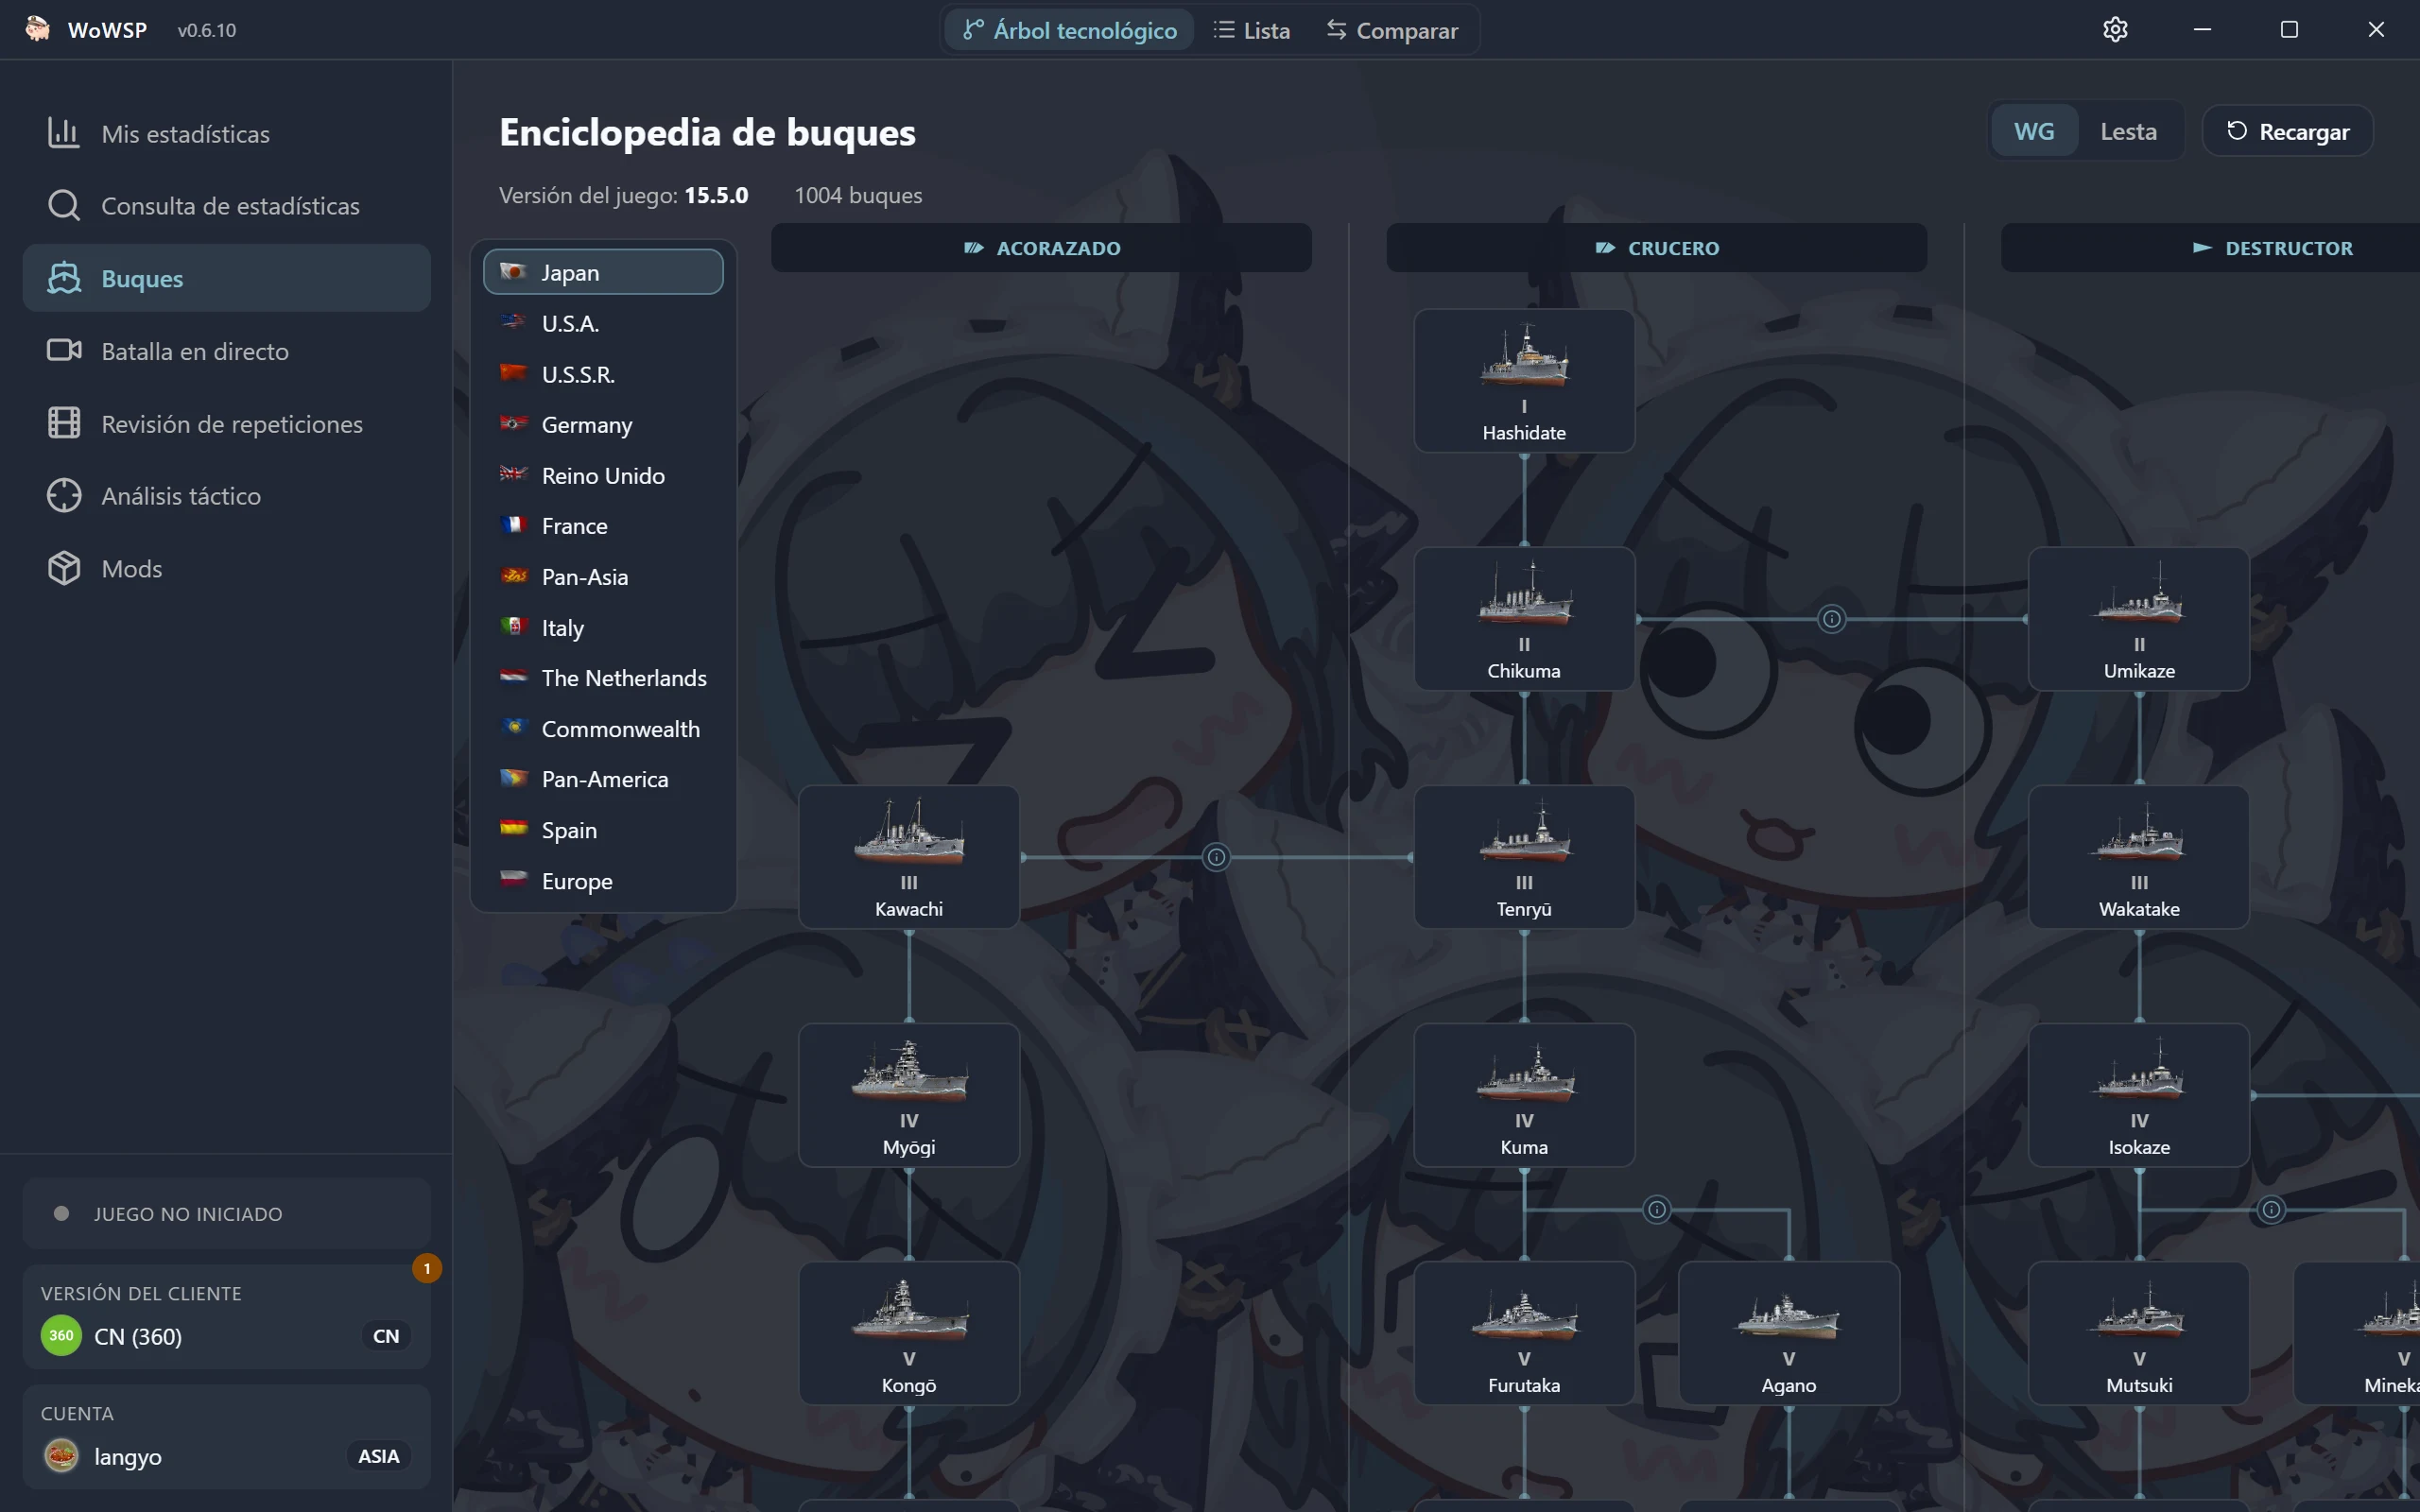 WoWSP v0.6.10
Árbol tecnológico
Lista
Comparar
Mis estadísticas
Consulta de estadísticas
Buques
Batalla en directo
Revisión de repeticiones
Análisis táctico
Mods
JUEGO NO INICIADO
1
VERSIÓN DEL CLIENTE
360 CN (360) CN
CUENTA
langyo ASIA
Enciclopedia de buques
WG Lesta Recargar
Versión del juego: 15.5.0 1004 buques
Japan
U.S.A.
U.S.S.R.
Germany
Reino Unido
France
Pan-Asia
Italy
The Netherlands
Commonwealth
Pan-America
Spain
Europe
ACORAZADO
III
Kawachi
IV
Myōgi
V
Kongō
CRUCERO
I
Hashidate
II
Chikuma
III
Tenryū
IV
Kuma
V
Furutaka
V
Agano
DESTRUCTOR
II
Umikaze
III
Wakatake
IV
Isokaze
V
Mutsuki
V